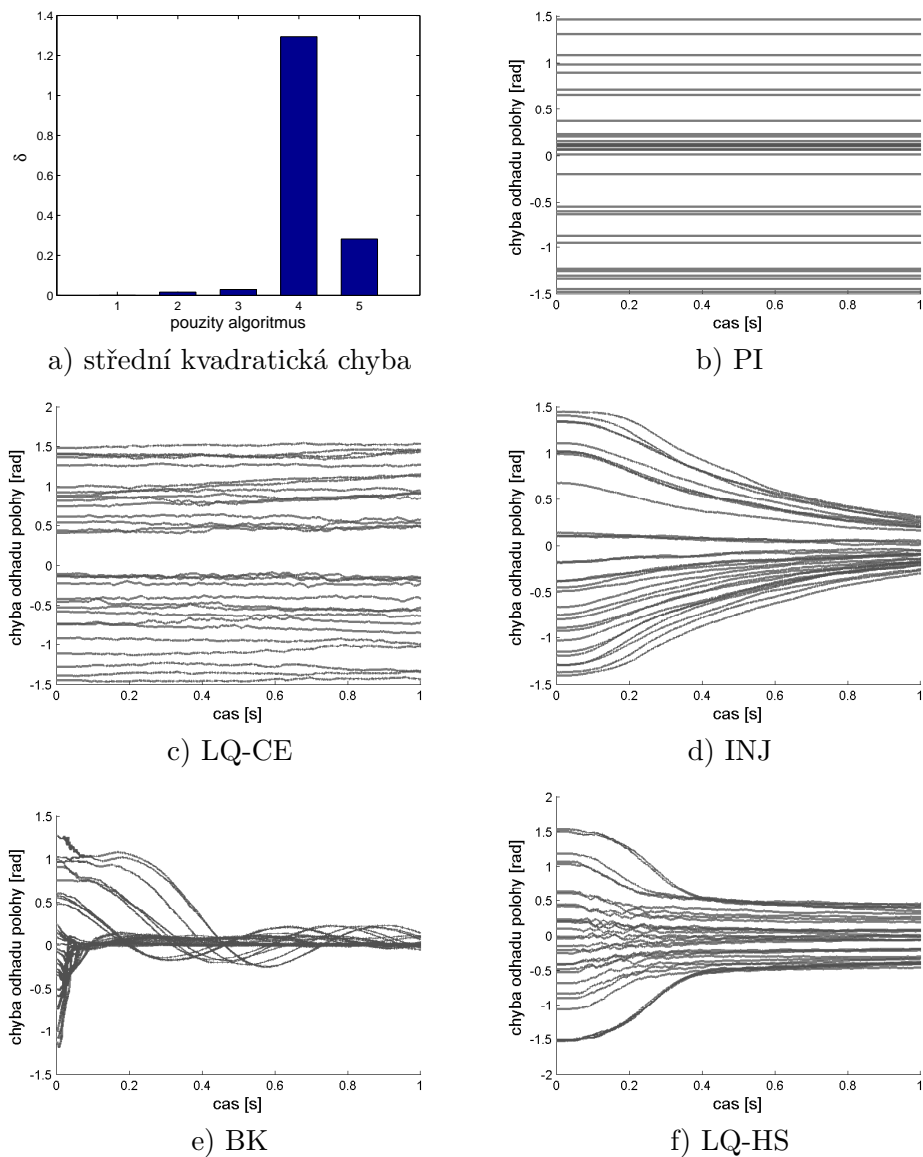 1.4
1.2
1
0.8
0.6
0.4
0.2
0
δ
1 2 3 4 5
pouzity algoritmus
a) střední kvadratická chyba
1.5
1
0.5
0
-0.5
-1
-1.5
chyba odhadu polohy [rad]
0 0.2 0.4 0.6 0.8 1
cas [s]
b) PI
2
1.5
1
0.5
0
-0.5
-1
-1.5
chyba odhadu polohy [rad]
0 0.2 0.4 0.6 0.8 1
cas [s]
c) LQ-CE
1.5
1
0.5
0
-0.5
-1
-1.5
chyba odhadu polohy [rad]
0 0.2 0.4 0.6 0.8 1
cas [s]
d) INJ
1.5
1
0.5
0
-0.5
-1
-1.5
chyba odhadu polohy [rad]
0 0.2 0.4 0.6 0.8 1
cas [s]
e) BK
2
1.5
1
0.5
0
-0.5
-1
-1.5
-2
chyba odhadu polohy [rad]
0 0.2 0.4 0.6 0.8 1
cas [s]
f) LQ-HS